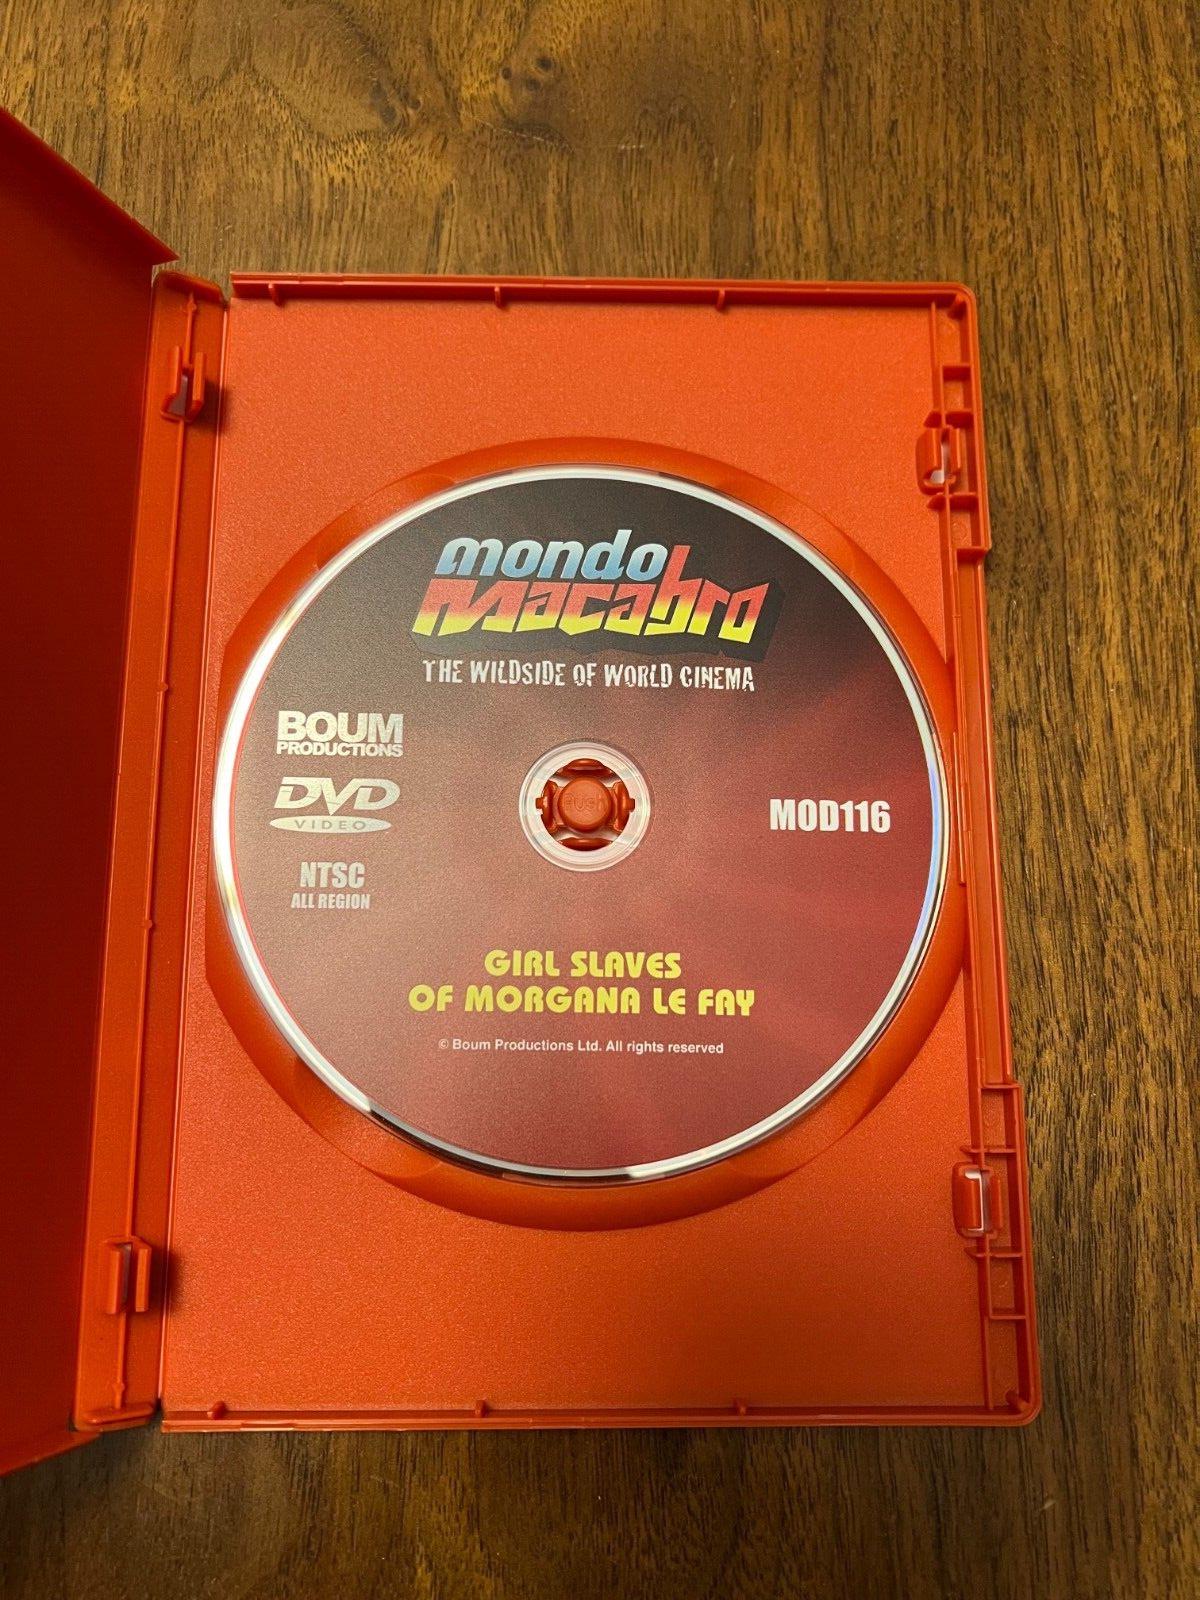 mondo
Macabro
THE WILDSIDE OF WORLD CINEMA
BOUM
PRODUCTIONS
DVD
VIDEO
NTSC
ALL REGION
PUSH
MOD116
GIRL SLAVES
OF MORGANA LE FAY
© Boum Productions Ltd. All rights reserved